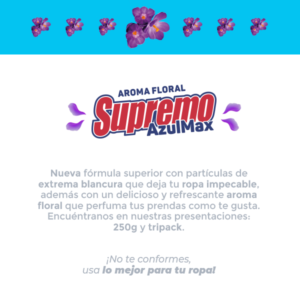 AROMA FLORAL
Supremo
AzulMax
Nueva fórmula superior con partículas de
extrema blancura que deja tu ropa impecable,
además con un delicioso y refrescante aroma
floral que perfuma tus prendas como te gusta.
Encuéntranos en nuestras presentaciones:
250g y tripack.
¡No te conformes,
usa lo mejor para tu ropa!